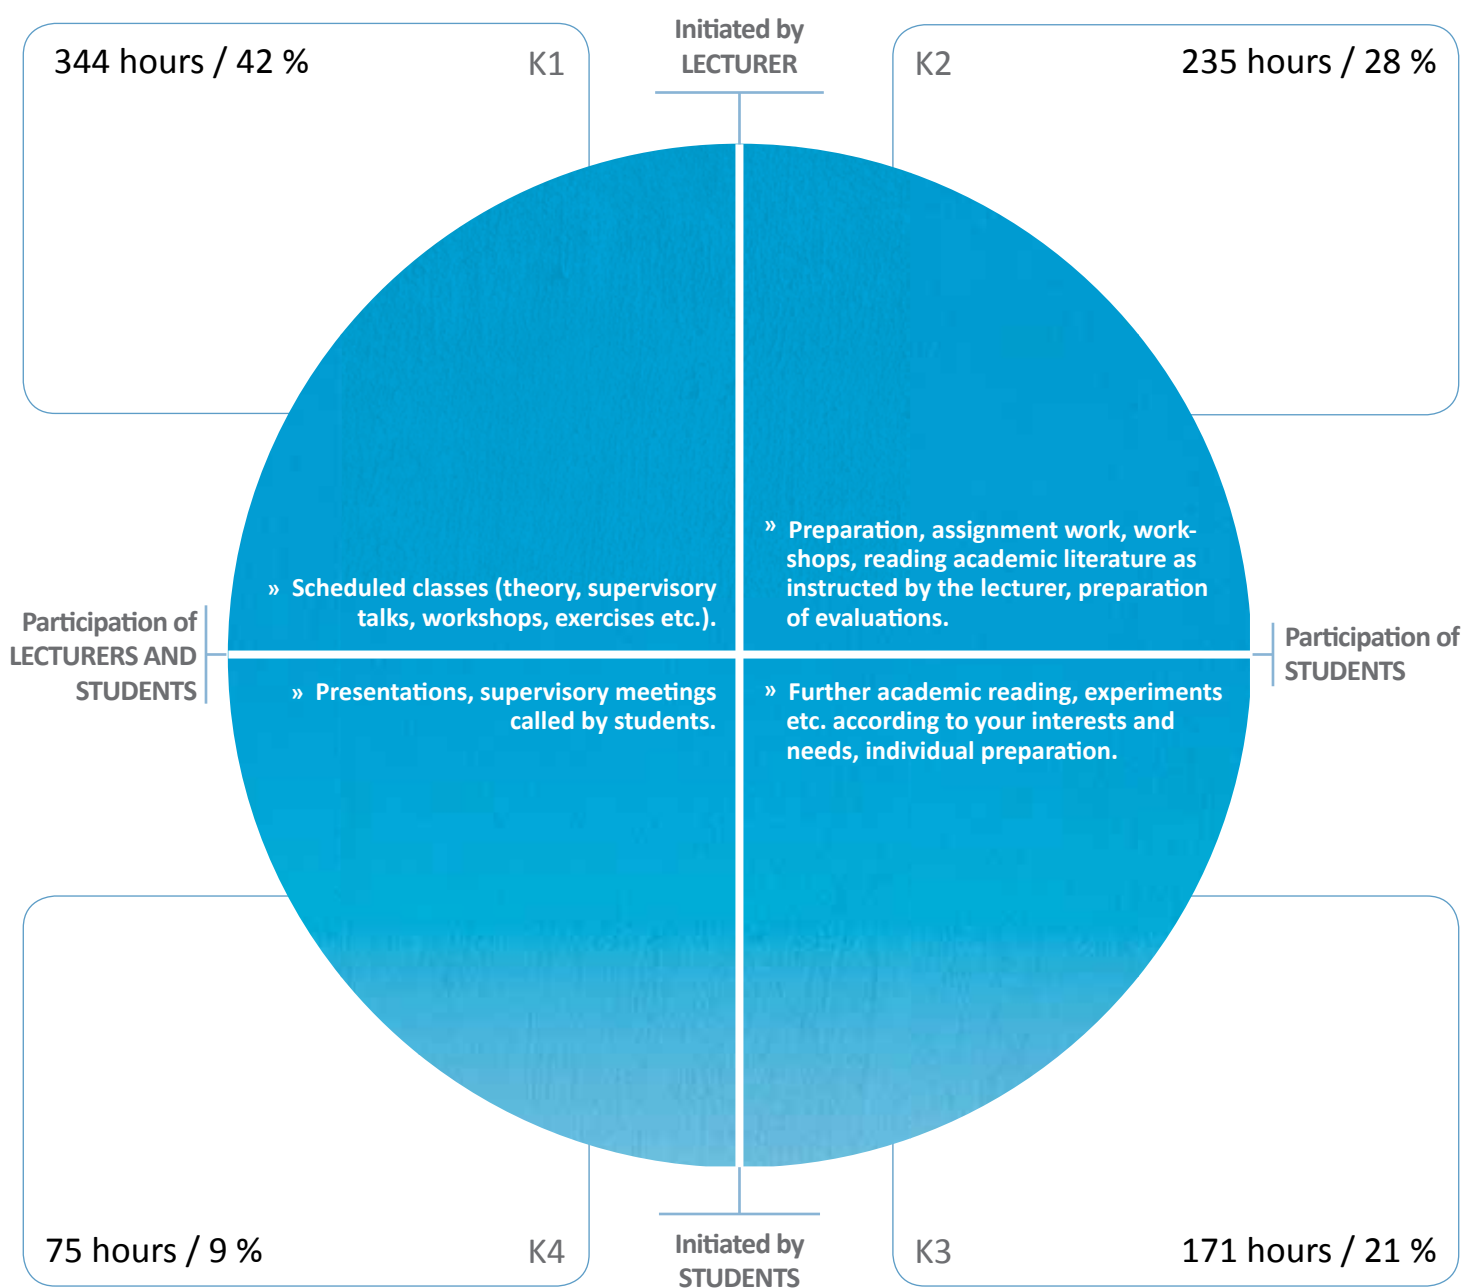 344 hours / 42 %
K1
Initiated by
LECTURER
K2
235 hours / 28 %
» Scheduled classes (theory, supervisory
talks, workshops, exercises etc.).
» Preparation, assignment work, work-
shops, reading academic literature as
instructed by the lecturer, preparation
of evaluations.
Participation of
LECTURERS AND
STUDENTS
Participation of
STUDENTS
» Presentations, supervisory meetings
called by students.
» Further academic reading, experiments
etc. according to your interests and
needs, individual preparation.
75 hours / 9 %
K4
Initiated by
STUDENTS
K3
171 hours / 21 %